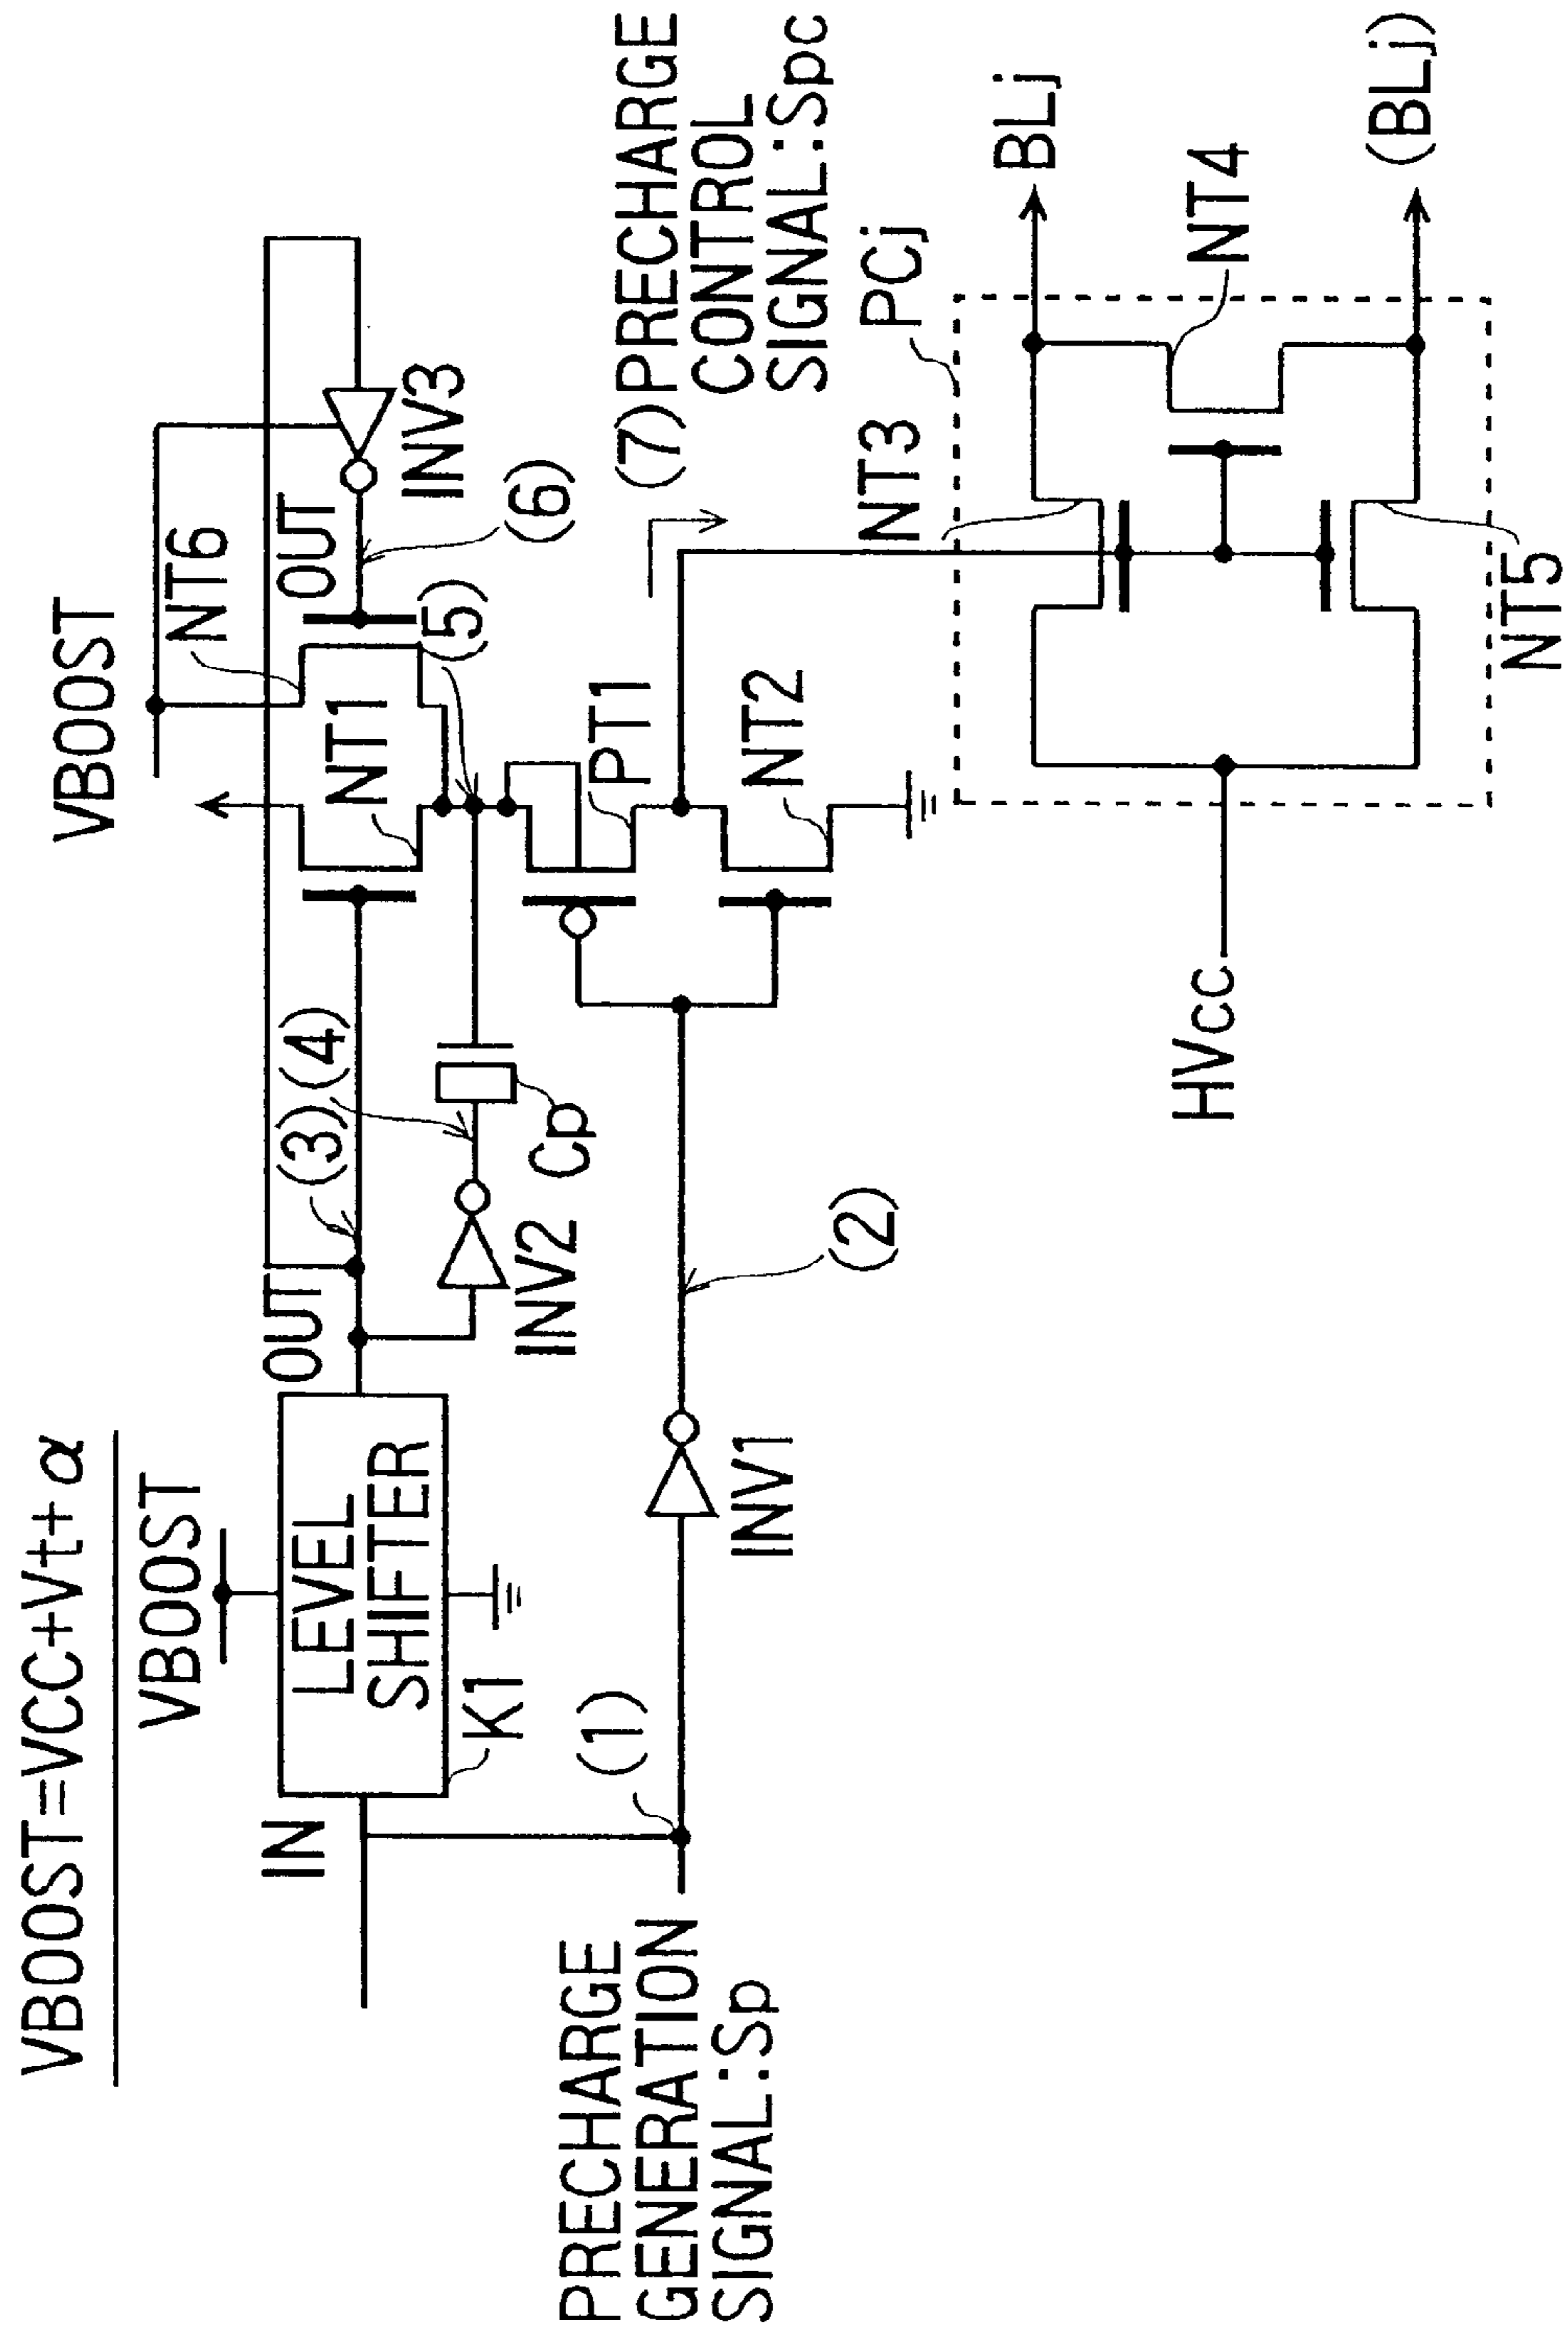 VBOOST=VCC+Vt+α
VBOOST
VBOOST
IN
LEVEL
SHIFTER
K1
OUT
(3)
(4)
NT1
NT6
OUT
INV3
(6)
(5)
INV2
Cp
PT1
(1)
INV1
(2)
NT2
(7)
PRECHARGE
CONTROL
SIGNAL:Spc
PRECHARGE
GENERATION
SIGNAL:Sp
NT3
PCj
BLj
NT4
HVcc
NT5
(BLj)